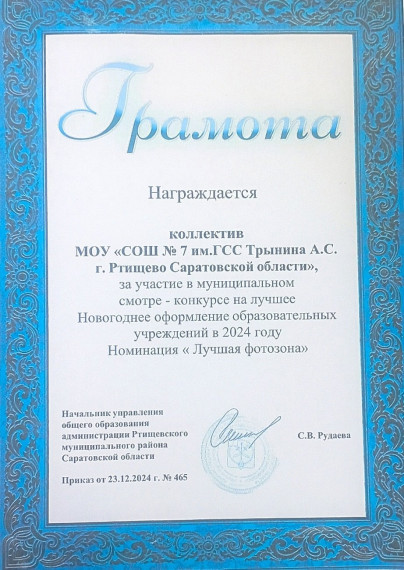 Грамота
Награждается
коллектив
МОУ «СОШ № 7 им.ГСС Трынина А.С.
г. Ртищево Саратовской области»,
за участие в муниципальном
смотре - конкурсе на лучшее
Новогоднее оформление образовательных
учреждений в 2024 году
Номинация « Лучшая фотозона»
Начальник управления
общего образования
администрации Ртищевского
муниципального района
Саратовской области
С.В. Рудаева
Приказ от 23.12.2024 г. № 465